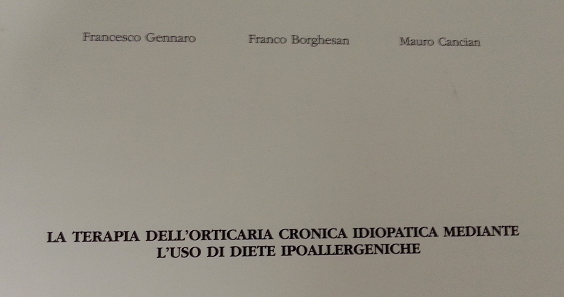 Francesco Gennaro Franco Borghesan Mauro Cancian
LA TERAPIA DELL'ORTICARIA CRONICA IDIOPATICA MEDIANTE
L'USO DI DIETE IPOALLERGENICHE